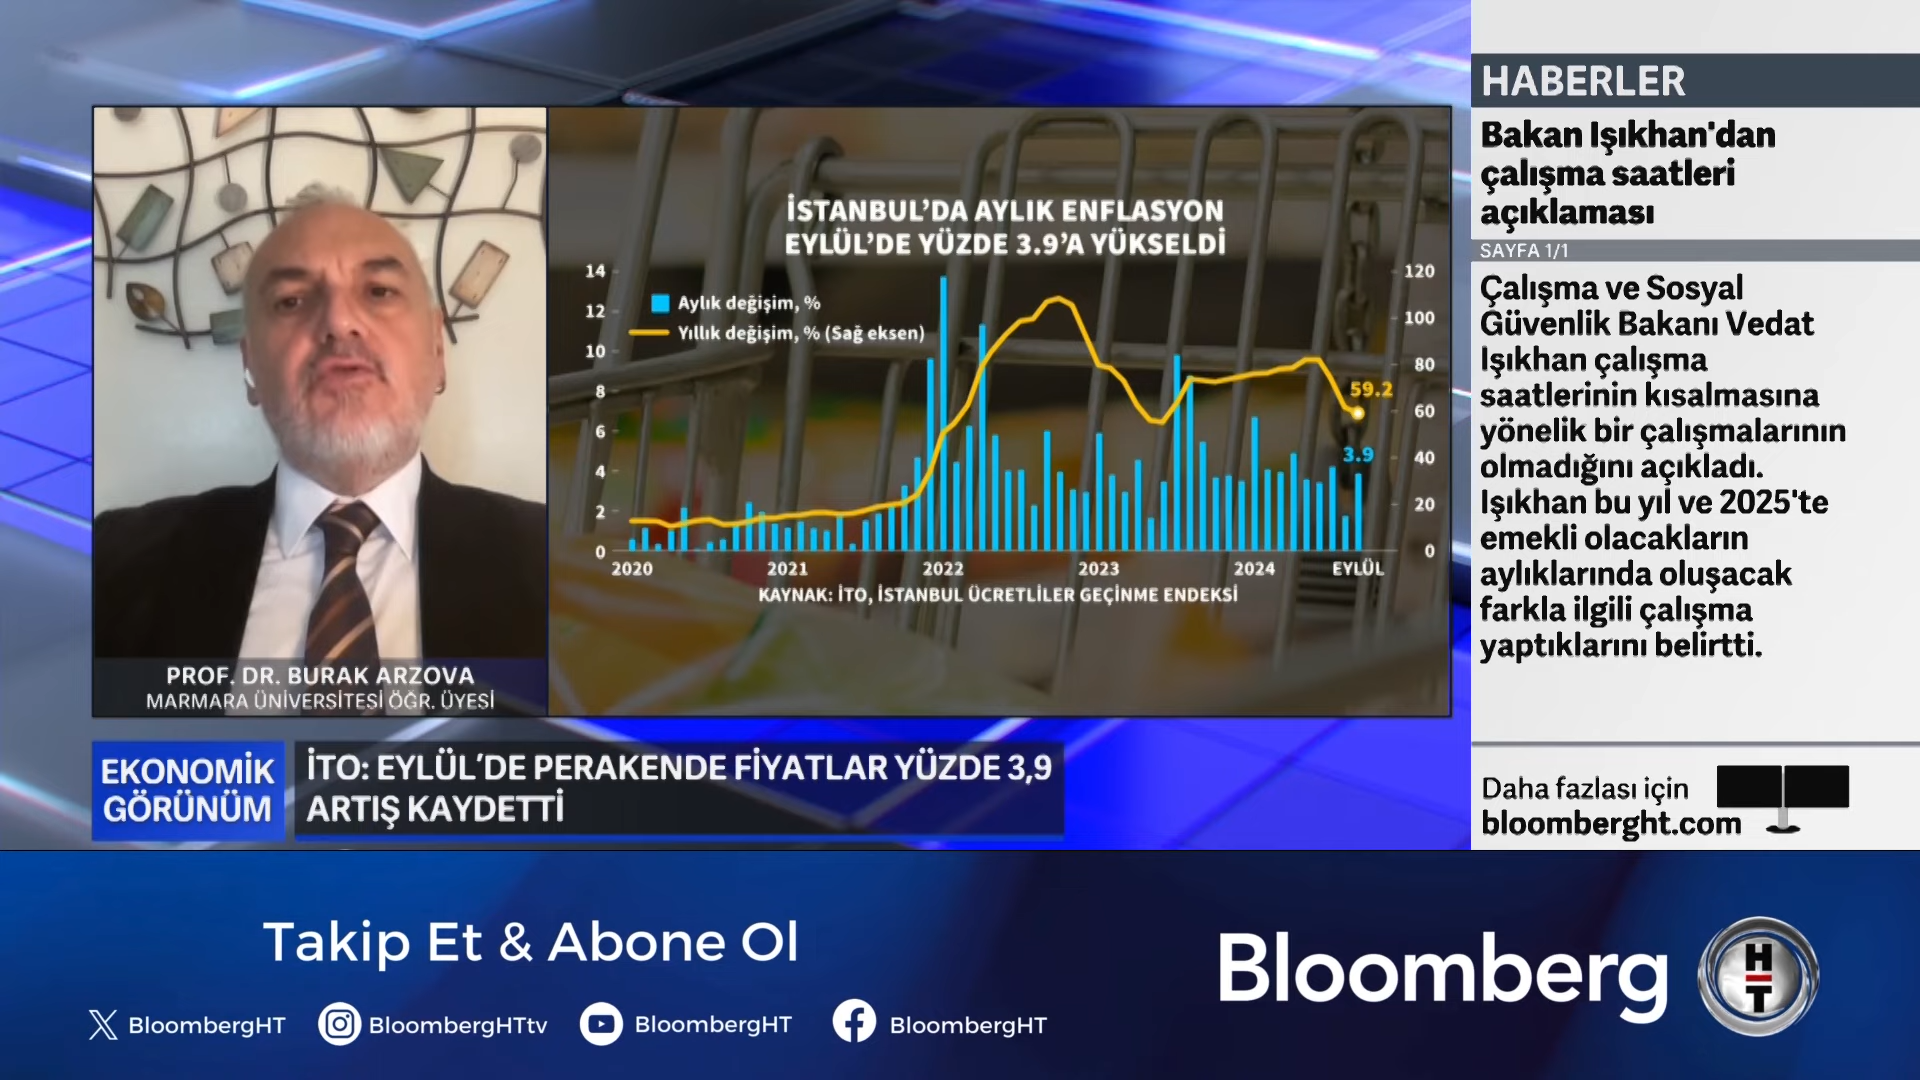 HABERLER
Bakan Işıkhan'dan
çalışma saatleri
açıklaması
SAYFA 1/1
Çalışma ve Sosyal
Güvenlik Bakanı Vedat
Işıkhan çalışma
saatlerinin kısalmasına
yönelik bir çalışmalarının
olmadığını açıkladı.
Işıkhan bu yıl ve 2025'te
emekli olacakların
aylıklarında oluşacak
farkla ilgili çalışma
yaptıklarını belirtti.
Daha fazlası için
bloomberght.com
İSTANBUL’DA AYLIK ENFLASYON
EYLÜL’DE YÜZDE 3.9’A YÜKSELDİ
Aylık değişim, %
Yıllık değişim, % (Sağ eksen)
14
12
10
8
6
4
2
0
120
100
80
60
40
20
0
59.2
3.9
2020 2021 2022 2023 2024 EYLÜL
KAYNAK: İTO, İSTANBUL ÜCRETLİLER GEÇİNME ENDEKSİ
PROF. DR. BURAK ARZOVA
MARMARA ÜNİVERSİTESİ ÖĞR. ÜYESİ
EKONOMİK
GÖRÜNÜM
İTO: EYLÜL’DE PERAKENDE FİYATLAR YÜZDE 3,9
ARTIŞ KAYDETTİ
Takip Et & Abone Ol
BloombergHT BloombergHTtv BloombergHT BloombergHT
Bloomberg HT